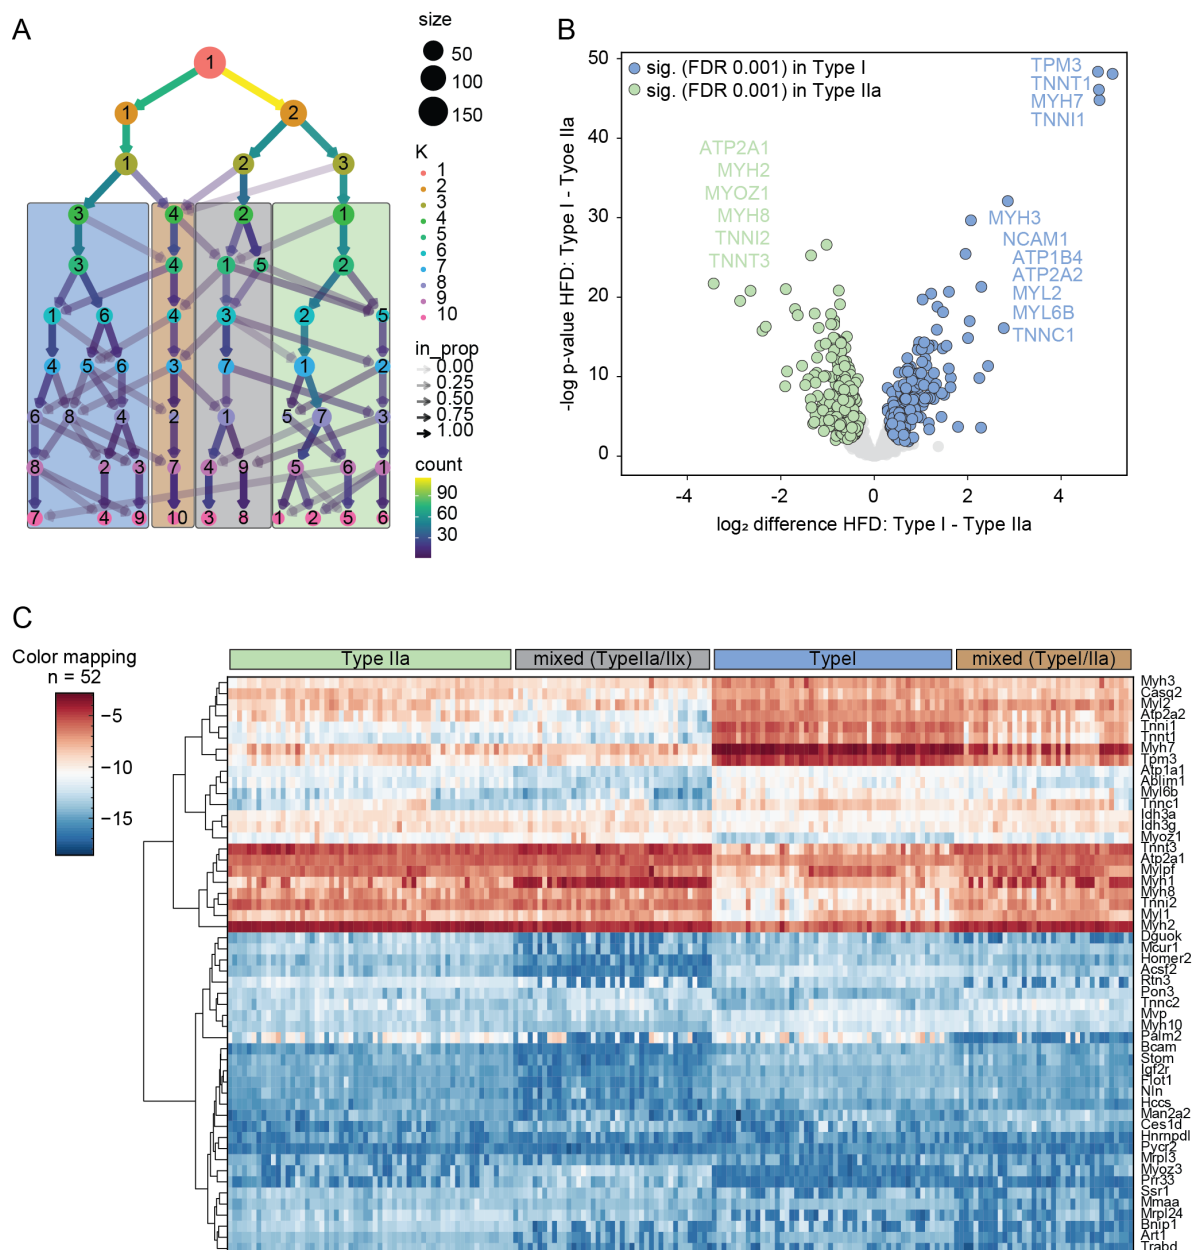 A
size
50
100
150
K
1
2
3
4
5
6
7
8
9
10
in_prop
0.00
0.25
0.50
0.75
1.00
count
90
60
30
1
1 2
1 2 3
3 4 2 1
3 4 1 5 2
1 6 4 3 2 5
4 5 6 3 7 1 2
6 8 4 2 1 5 7 3
8 2 3 7 4 9 5 6 1
7 4 9 10 3 8 1 2 5 6
B
-log p-value HFD: Type I - Tyoe IIa
50
40
30
20
10
0
sig. (FDR 0.001) in Type I
sig. (FDR 0.001) in Type IIa
TPM3
TNNT1
MYH7
TNNI1
ATP2A1
MYH2
MYOZ1
MYH8
TNNI2
TNNT3
MYH3
NCAM1
ATP1B4
ATP2A2
MYL2
MYL6B
TNNC1
-4 -2 0 2 4
log₂ difference HFD: Type I - Type IIa
C
Color mapping
n = 52
−5
−10
−15
Type IIa
mixed (TypeIIa/IIx)
TypeI
mixed (TypeI/IIa)
Myh3
Casq2
Myl2
Atp2a2
Tnni1
Tnnt1
Myh7
Tpm3
Atp1a1
Ablim1
Myl6b
Tnnc1
Idh3a
Idh3g
Myoz1
Tnnt3
Atp2a1
Mylpf
Myh1
Myh8
Tnni2
Myl1
Myh2
Dguok
Mcur1
Homer2
Acsf2
Rtn3
Pon3
Tnnc2
Mvp
Myh10
Palm2
Bcam
Stom
Igf2r
Flot1
Nln
Hccs
Man2a2
Ces1d
Hnrnpdl
Pycr2
Mrpl3
Myoz3
Prr33
Ssr1
Mmaa
Mrpl24
Bnip1
Art1
Trabd